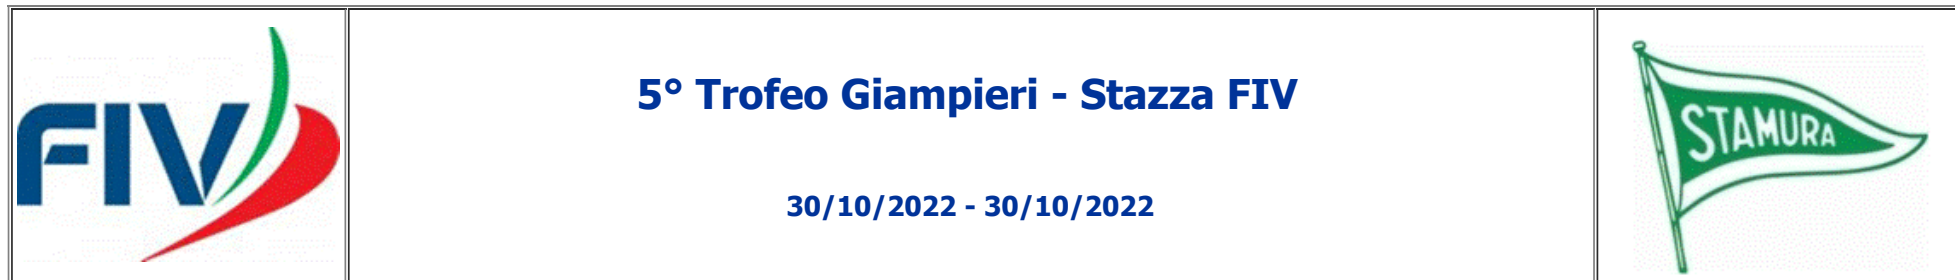 FIV
5° Trofeo Giampieri - Stazza FIV
30/10/2022 - 30/10/2022
STAMURA